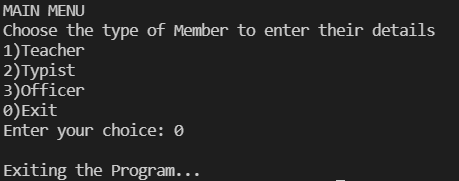 MAIN MENU
Choose the type of Member to enter their details
1)Teacher
2)Typist
3)Officer
0)Exit
Enter your choice: 0
Exiting the Program...